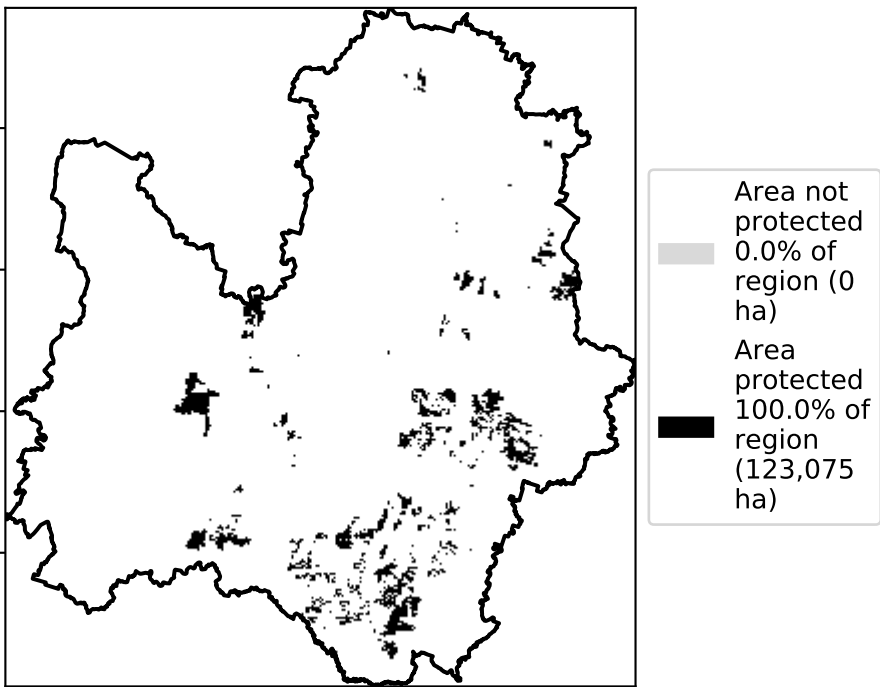 Area not
protected
0.0% of
region (0
ha)
Area
protected
100.0% of
region
(123,075
ha)